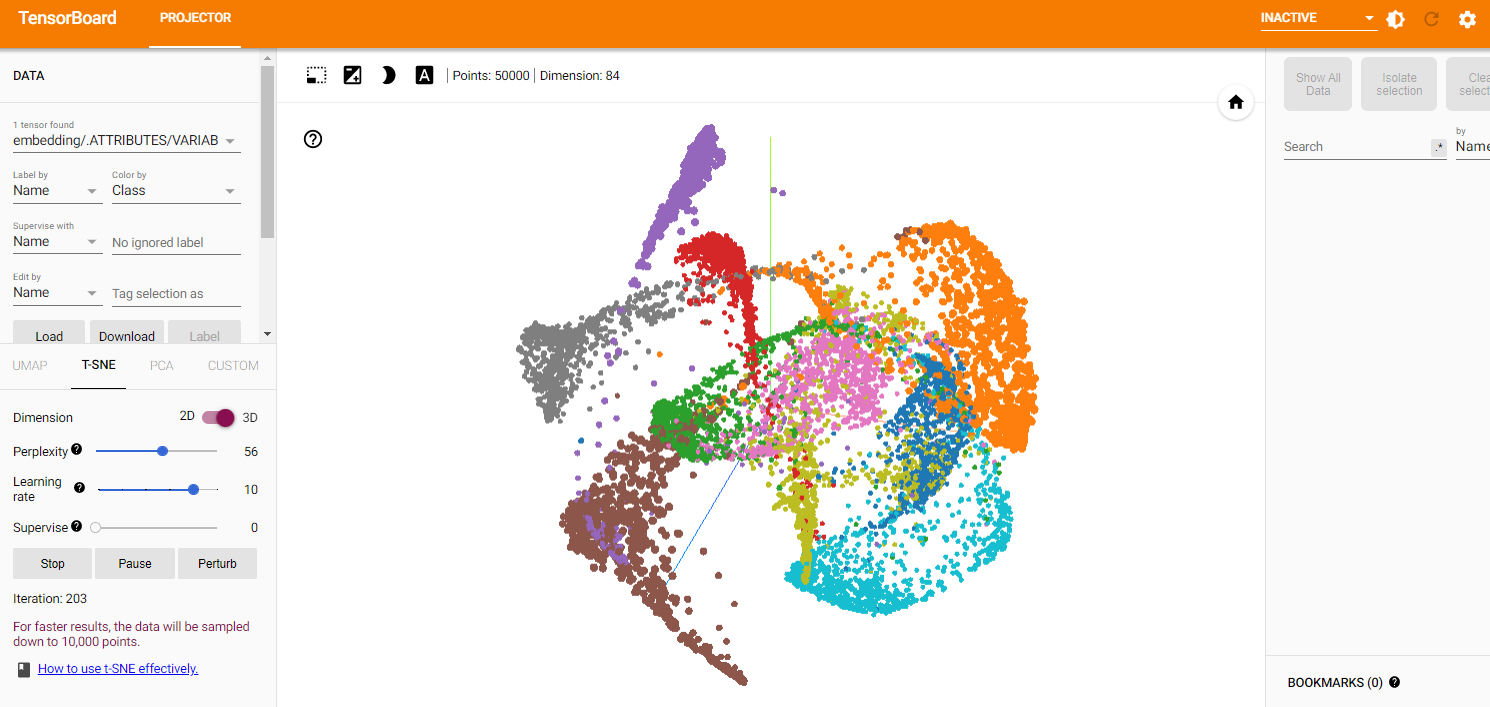 TensorBoard
PROJECTOR
INACTIVE
DATA
1 tensor found
embedding/.ATTRIBUTES/VARIAB
Label by
Color by
Name
Class
Supervise with
Name
No ignored label
Edit by
Name
Tag selection as
Load
Download
Label
UMAP
T-SNE
PCA
CUSTOM
Dimension
2D
3D
Perplexity ?
56
Learning
rate ?
10
Supervise ?
0
Stop
Pause
Perturb
Iteration: 203
For faster results, the data will be sampled
down to 10,000 points.
How to use t-SNE effectively.
A
Points: 50000
Dimension: 84
?
Show All
Data
Isolate
selection
Clea
select
Search
.*
by
Name
BOOKMARKS (0) ?